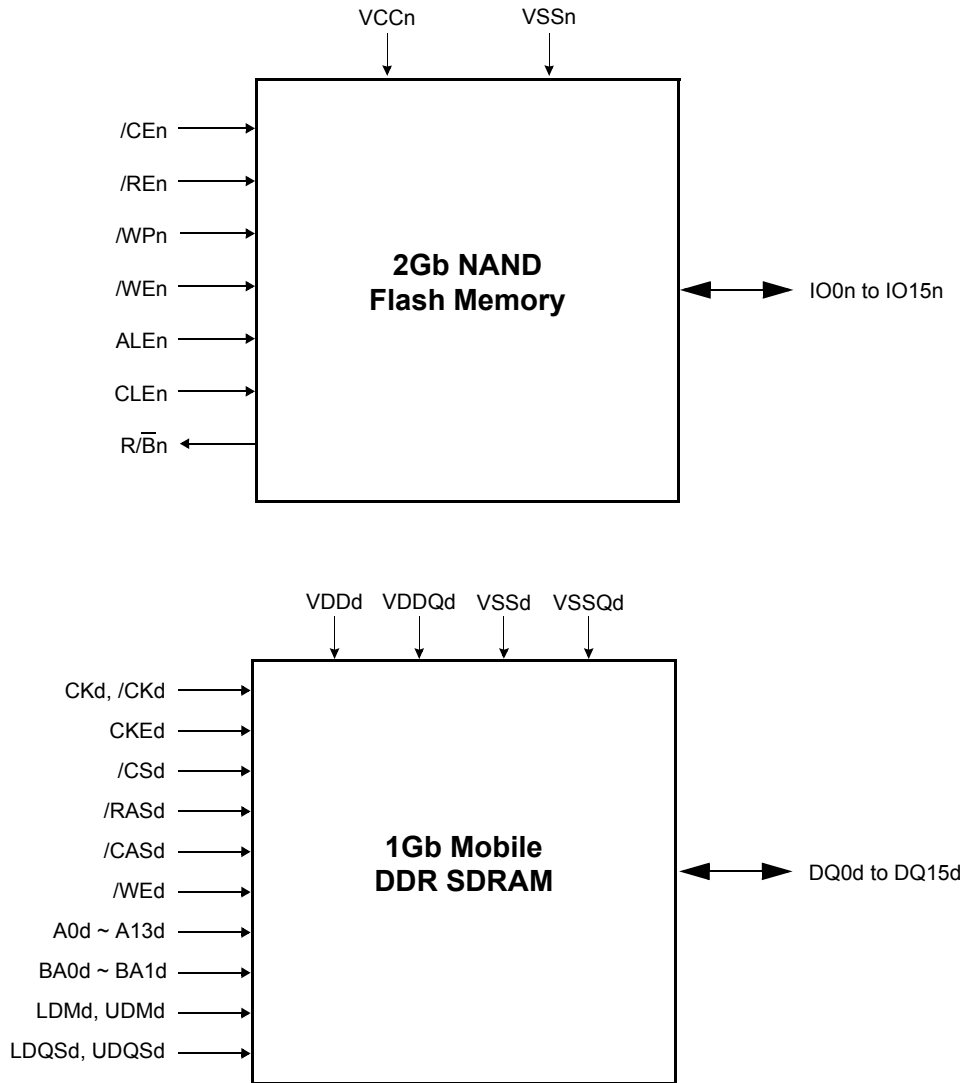 VCCn VSSn
/CEn
/REn
/WPn
/WEn
ALEn
CLEn
R/B̅n
2Gb NAND
Flash Memory
IO0n to IO15n
VDDd VDDQd VSSd VSSQd
CKd, /CKd
CKEd
/CSd
/RASd
/CASd
/WEd
A0d ~ A13d
BA0d ~ BA1d
LDMd, UDMd
LDQSd, UDQSd
1Gb Mobile
DDR SDRAM
DQ0d to DQ15d